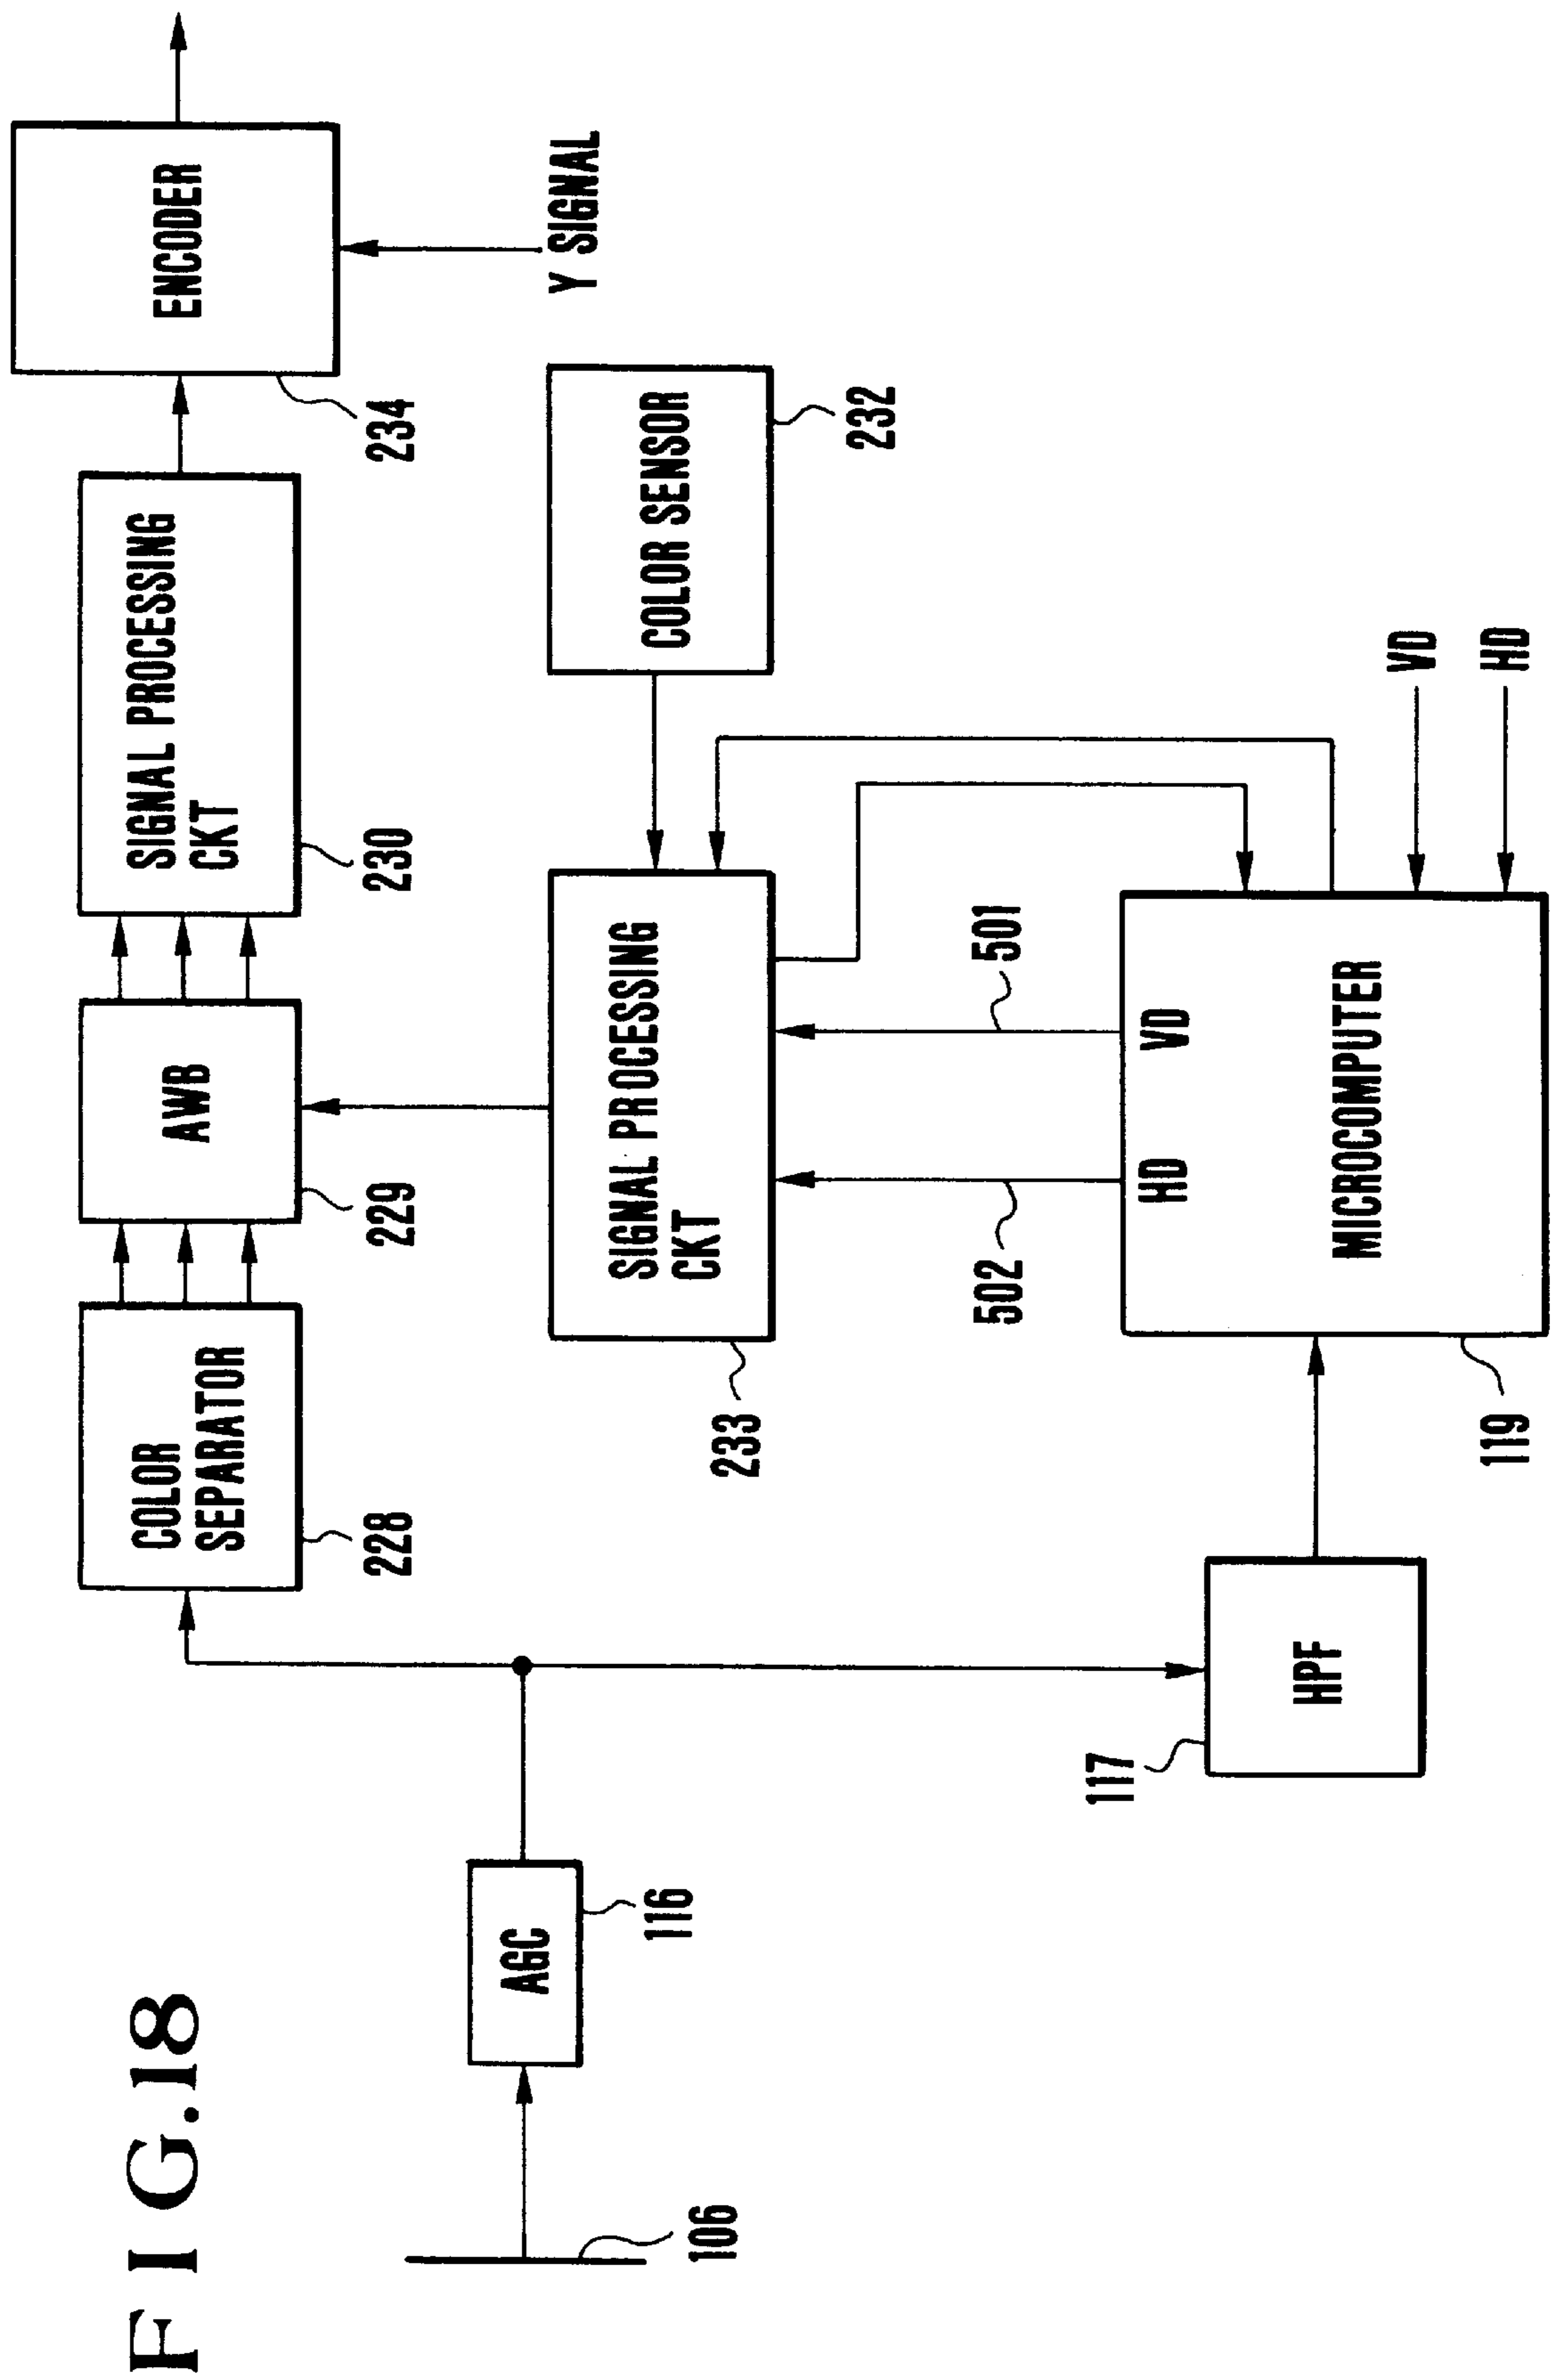 F I G.18
106
AGC
116
COLOR
SEPARATOR
228
AWB
229
SIGNAL PROCESSING
CKT
230
ENCODER
234
Y SIGNAL
COLOR SENSOR
232
SIGNAL PROCESSING
CKT
233
502
501
HD
VD
MICROCOMPUTER
119
VD
HD
HPF
117